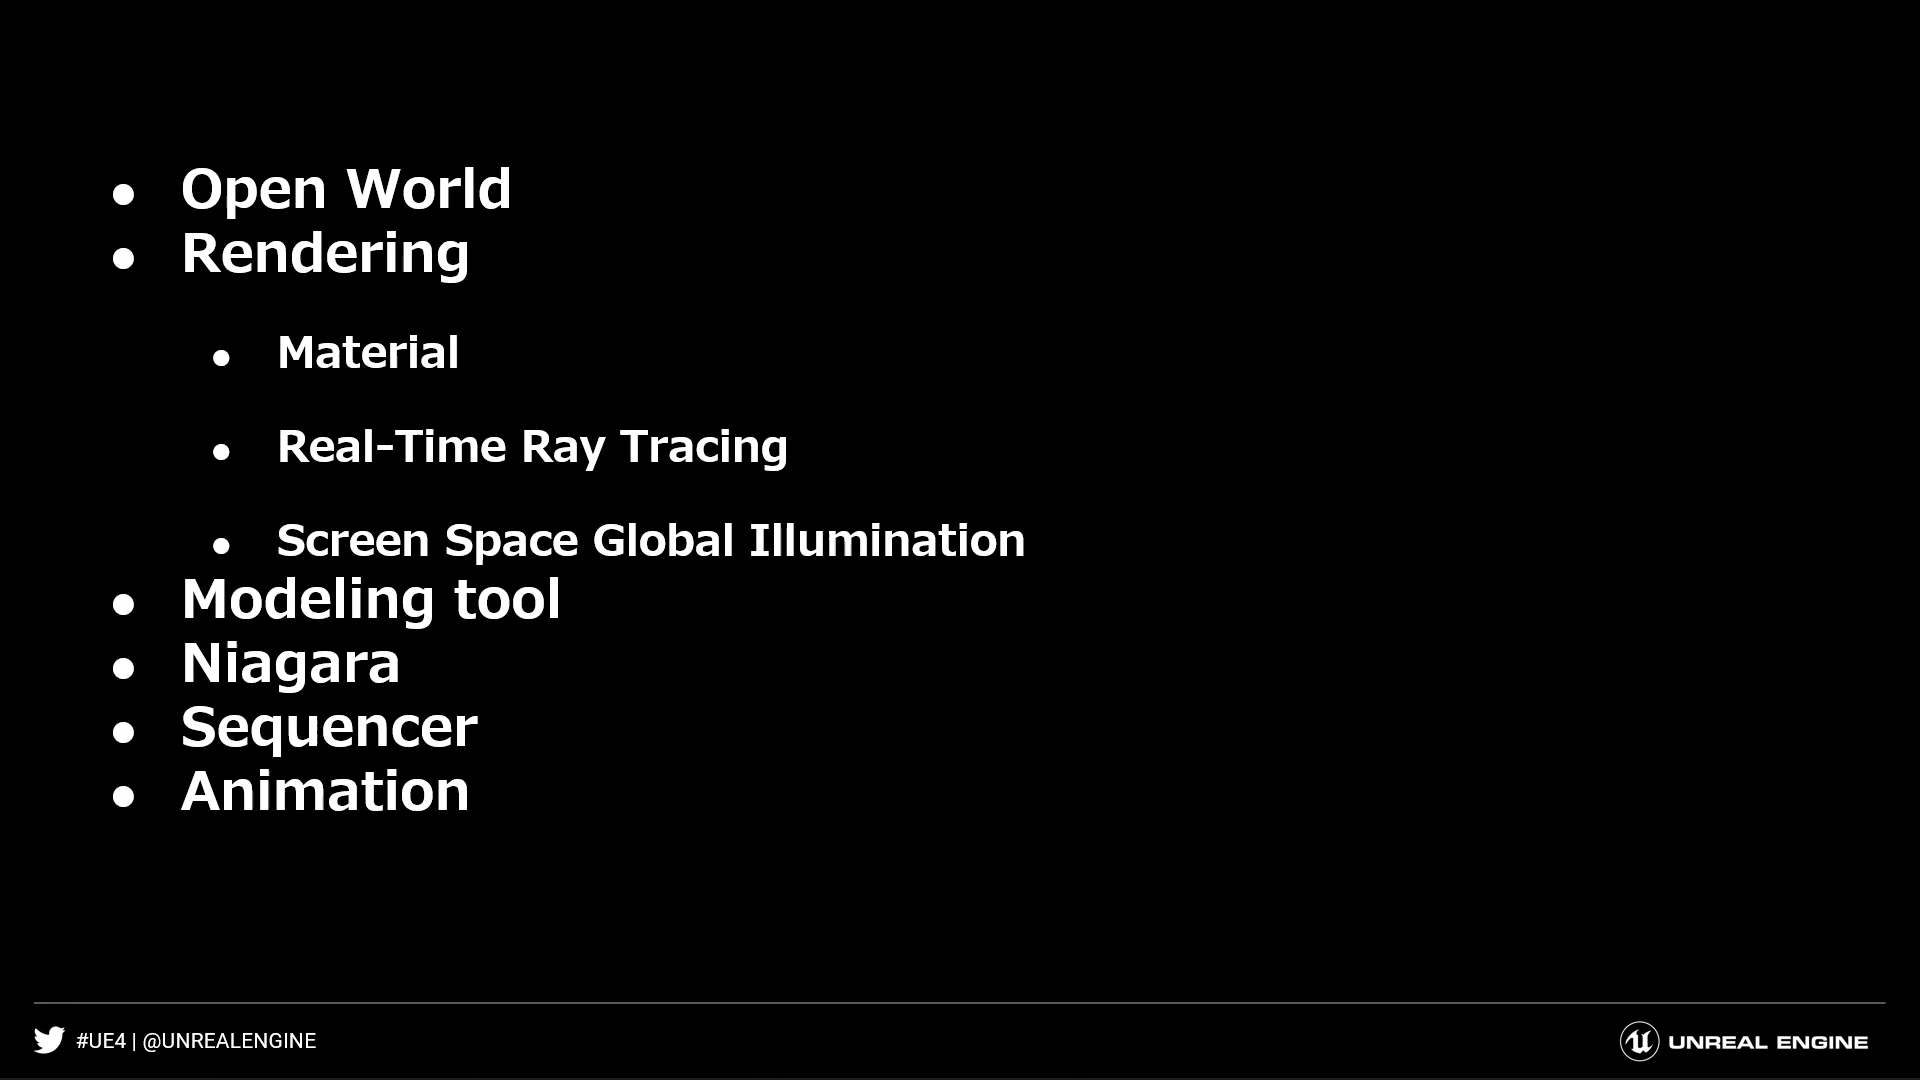 ● Open World
● Rendering
● Material
● Real-Time Ray Tracing
● Screen Space Global Illumination
● Modeling tool
● Niagara
● Sequencer
● Animation
#UE4 | @UNREALENGINE
UNREAL ENGINE